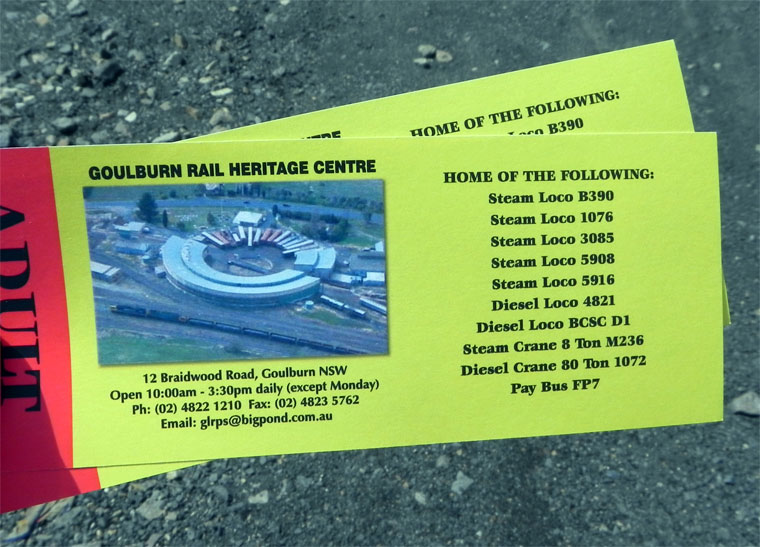 HOME OF THE FOLLOWING:
Loco B390
ADULT
GOULBURN RAIL HERITAGE CENTRE
12 Braidwood Road, Goulburn NSW
Open 10:00am - 3:30pm daily (except Monday)
Ph: (02) 4822 1210 Fax: (02) 4823 5762
Email: glrps@bigpond.com.au
HOME OF THE FOLLOWING:
Steam Loco B390
Steam Loco 1076
Steam Loco 3085
Steam Loco 5908
Steam Loco 5916
Diesel Loco 4821
Diesel Loco BCSC D1
Steam Crane 8 Ton M236
Diesel Crane 80 Ton 1072
Pay Bus FP7